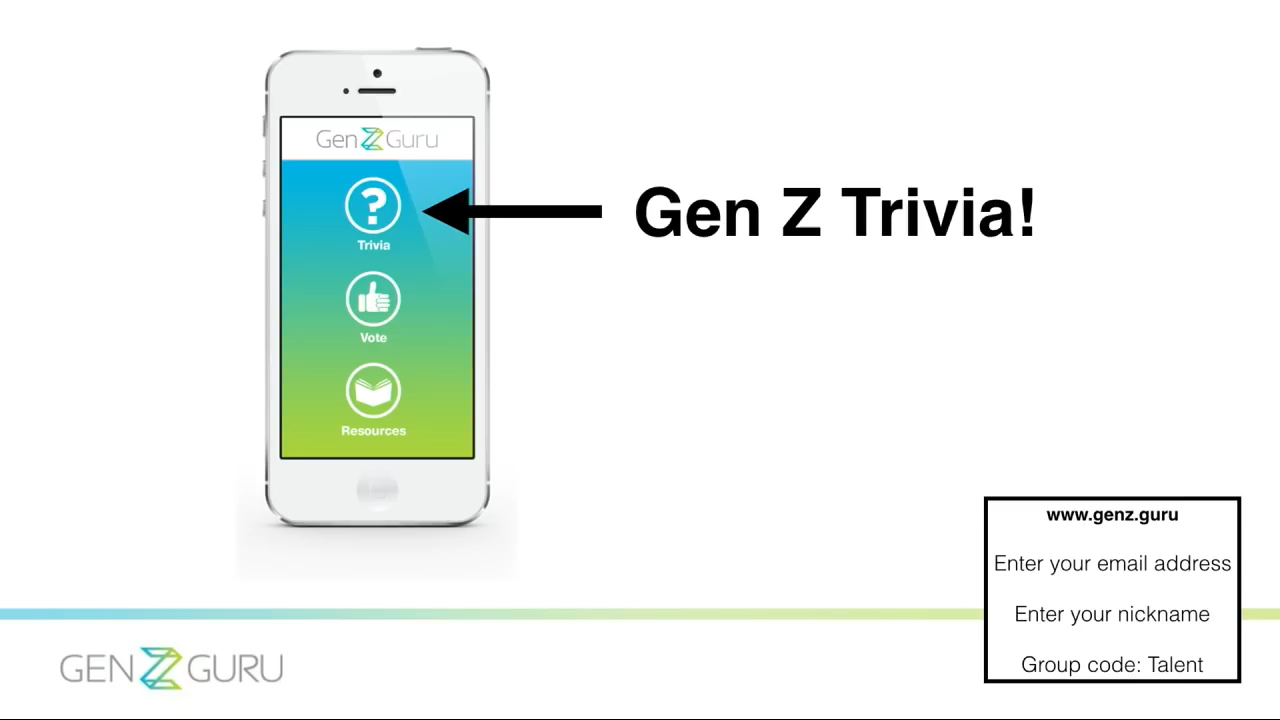 Gen Z Guru
Trivia
Vote
Resources
Gen Z Trivia!
www.genz.guru
Enter your email address
Enter your nickname
Group code: Talent
GEN Z GURU